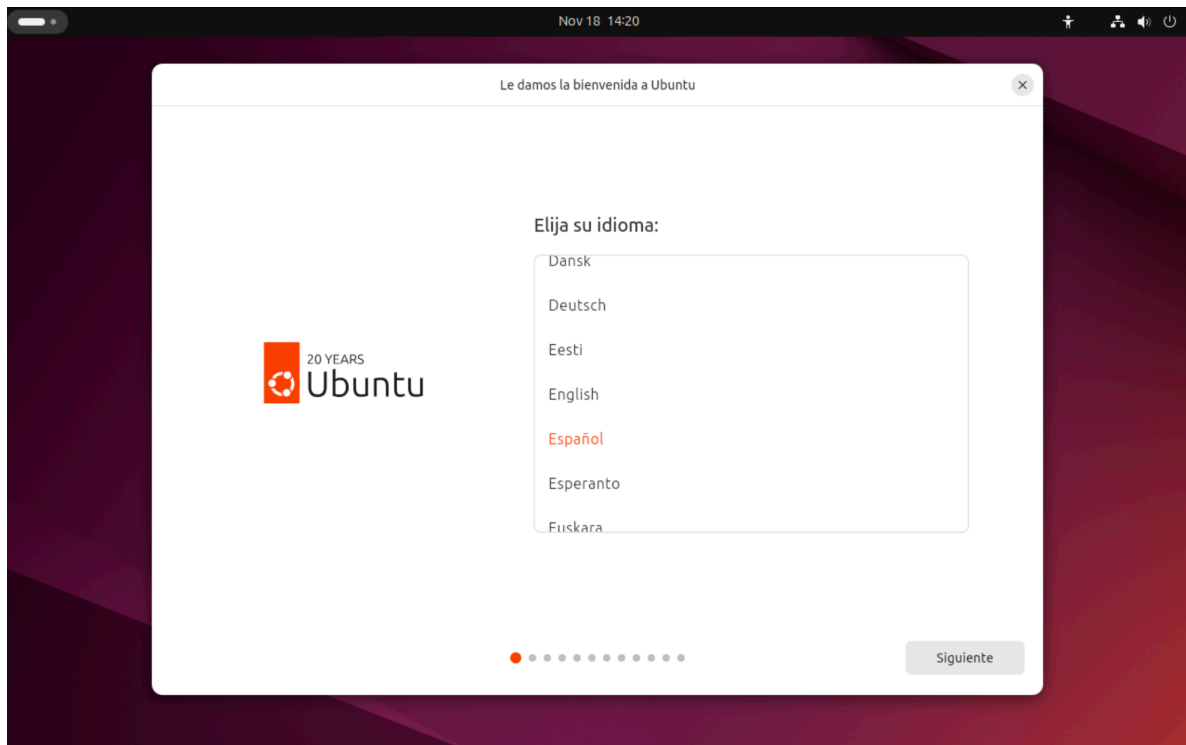 Nov 18 14:20
Le damos la bienvenida a Ubuntu
Elija su idioma:
Dansk
Deutsch
Eesti
English
Español
Esperanto
Euskara
20 YEARS
Ubuntu
Siguiente